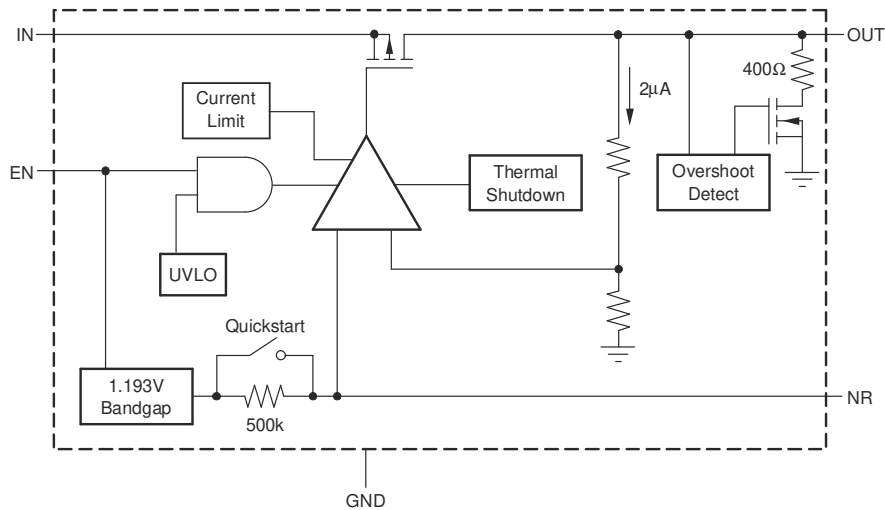 IN
OUT
400Ω
2μA
Current
Limit
EN
Thermal
Shutdown
Overshoot
Detect
UVLO
Quickstart
1.193V
Bandgap
500k
NR
GND